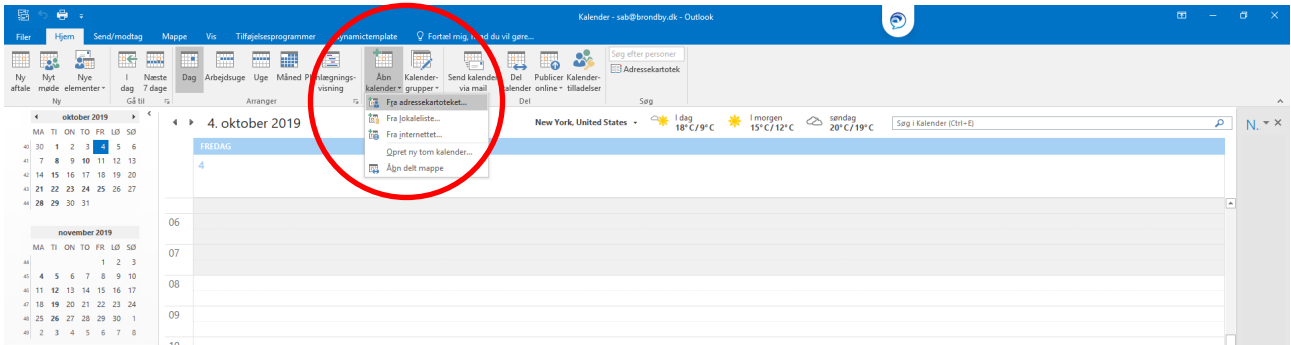 Kalender - sab@brondby.dk - Outlook
Filer Hjem Send/modtag Mappe Vis Tilføjelsesprogrammer ynamictemplate Fortæl mig, hvad du vil gøre...
Ny aftale Nyt møde Nye elementer I dag Næste 7 dage Dag Arbejdsuge Uge Måned Planlægnings-visning Åbn kalender Kalender-grupper Send kalender via mail Del kalender Publicer online Kalender-tilladelser Søg efter personer
Adressekartotek
Ny Gå til Arranger Del Søg
Fra adressekartoteket...
Fra lokaleliste...
Fra internettet...
Opret ny tom kalender...
Åbn delt mappe
oktober 2019
MA TI ON TO FR LØ SØ
40 30 1 2 3 4 5 6
41 7 8 9 10 11 12 13
42 14 15 16 17 18 19 20
43 21 22 23 24 25 26 27
44 28 29 30 31
november 2019
MA TI ON TO FR LØ SØ
44 1 2 3
45 4 5 6 7 8 9 10
46 11 12 13 14 15 16 17
47 18 19 20 21 22 23 24
48 25 26 27 28 29 30 1
49 2 3 4 5 6 7 8
4. oktober 2019 New York, United States I dag 18°C/9°C I morgen 15°C/12°C søndag 20°C/19°C Søg i Kalender (Ctrl+E) N..
FREDAG
4
06
07
08
09